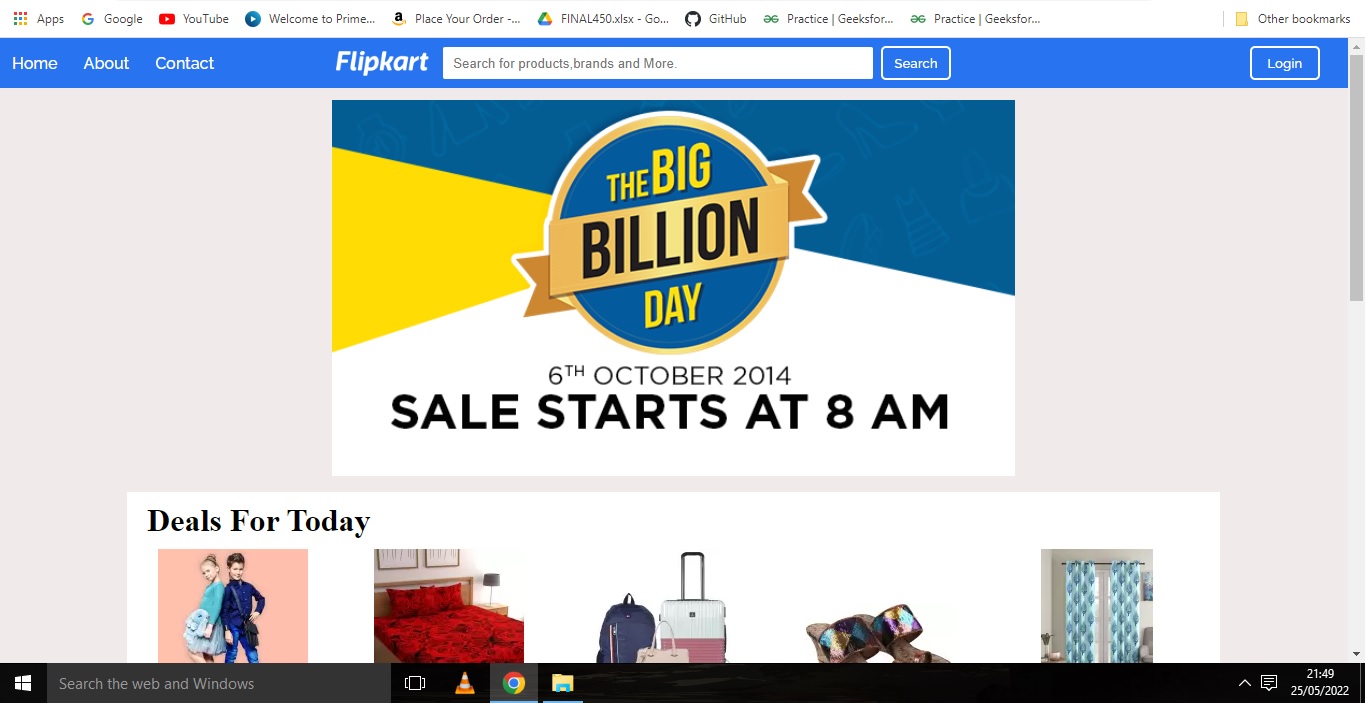 Apps Google YouTube Welcome to Prime... Place Your Order -... FINAL450.xlsx - Go... GitHub Practice | Geeksfor... Practice | Geeksfor... Other bookmarks
Home About Contact Flipkart Search for products,brands and More. Search Login
THE BIG
BILLION
DAY
6TH OCTOBER 2014
SALE STARTS AT 8 AM
Deals For Today
Search the web and Windows
21:49
25/05/2022